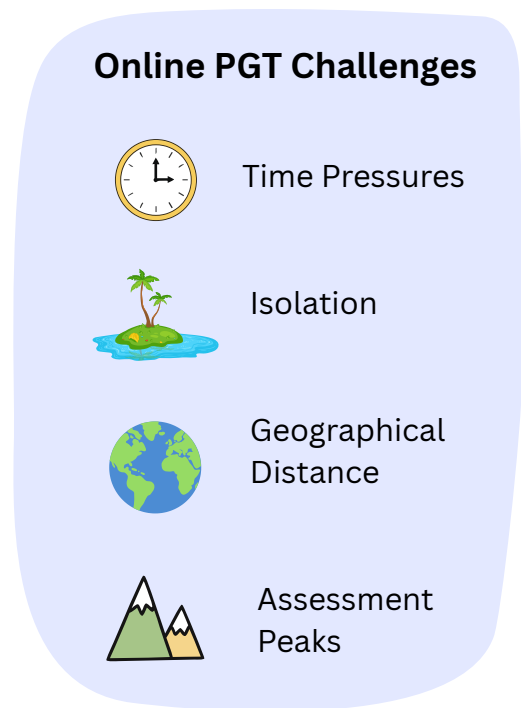 Online PGT Challenges
Time Pressures
Isolation
Geographical
Distance
Assessment
Peaks